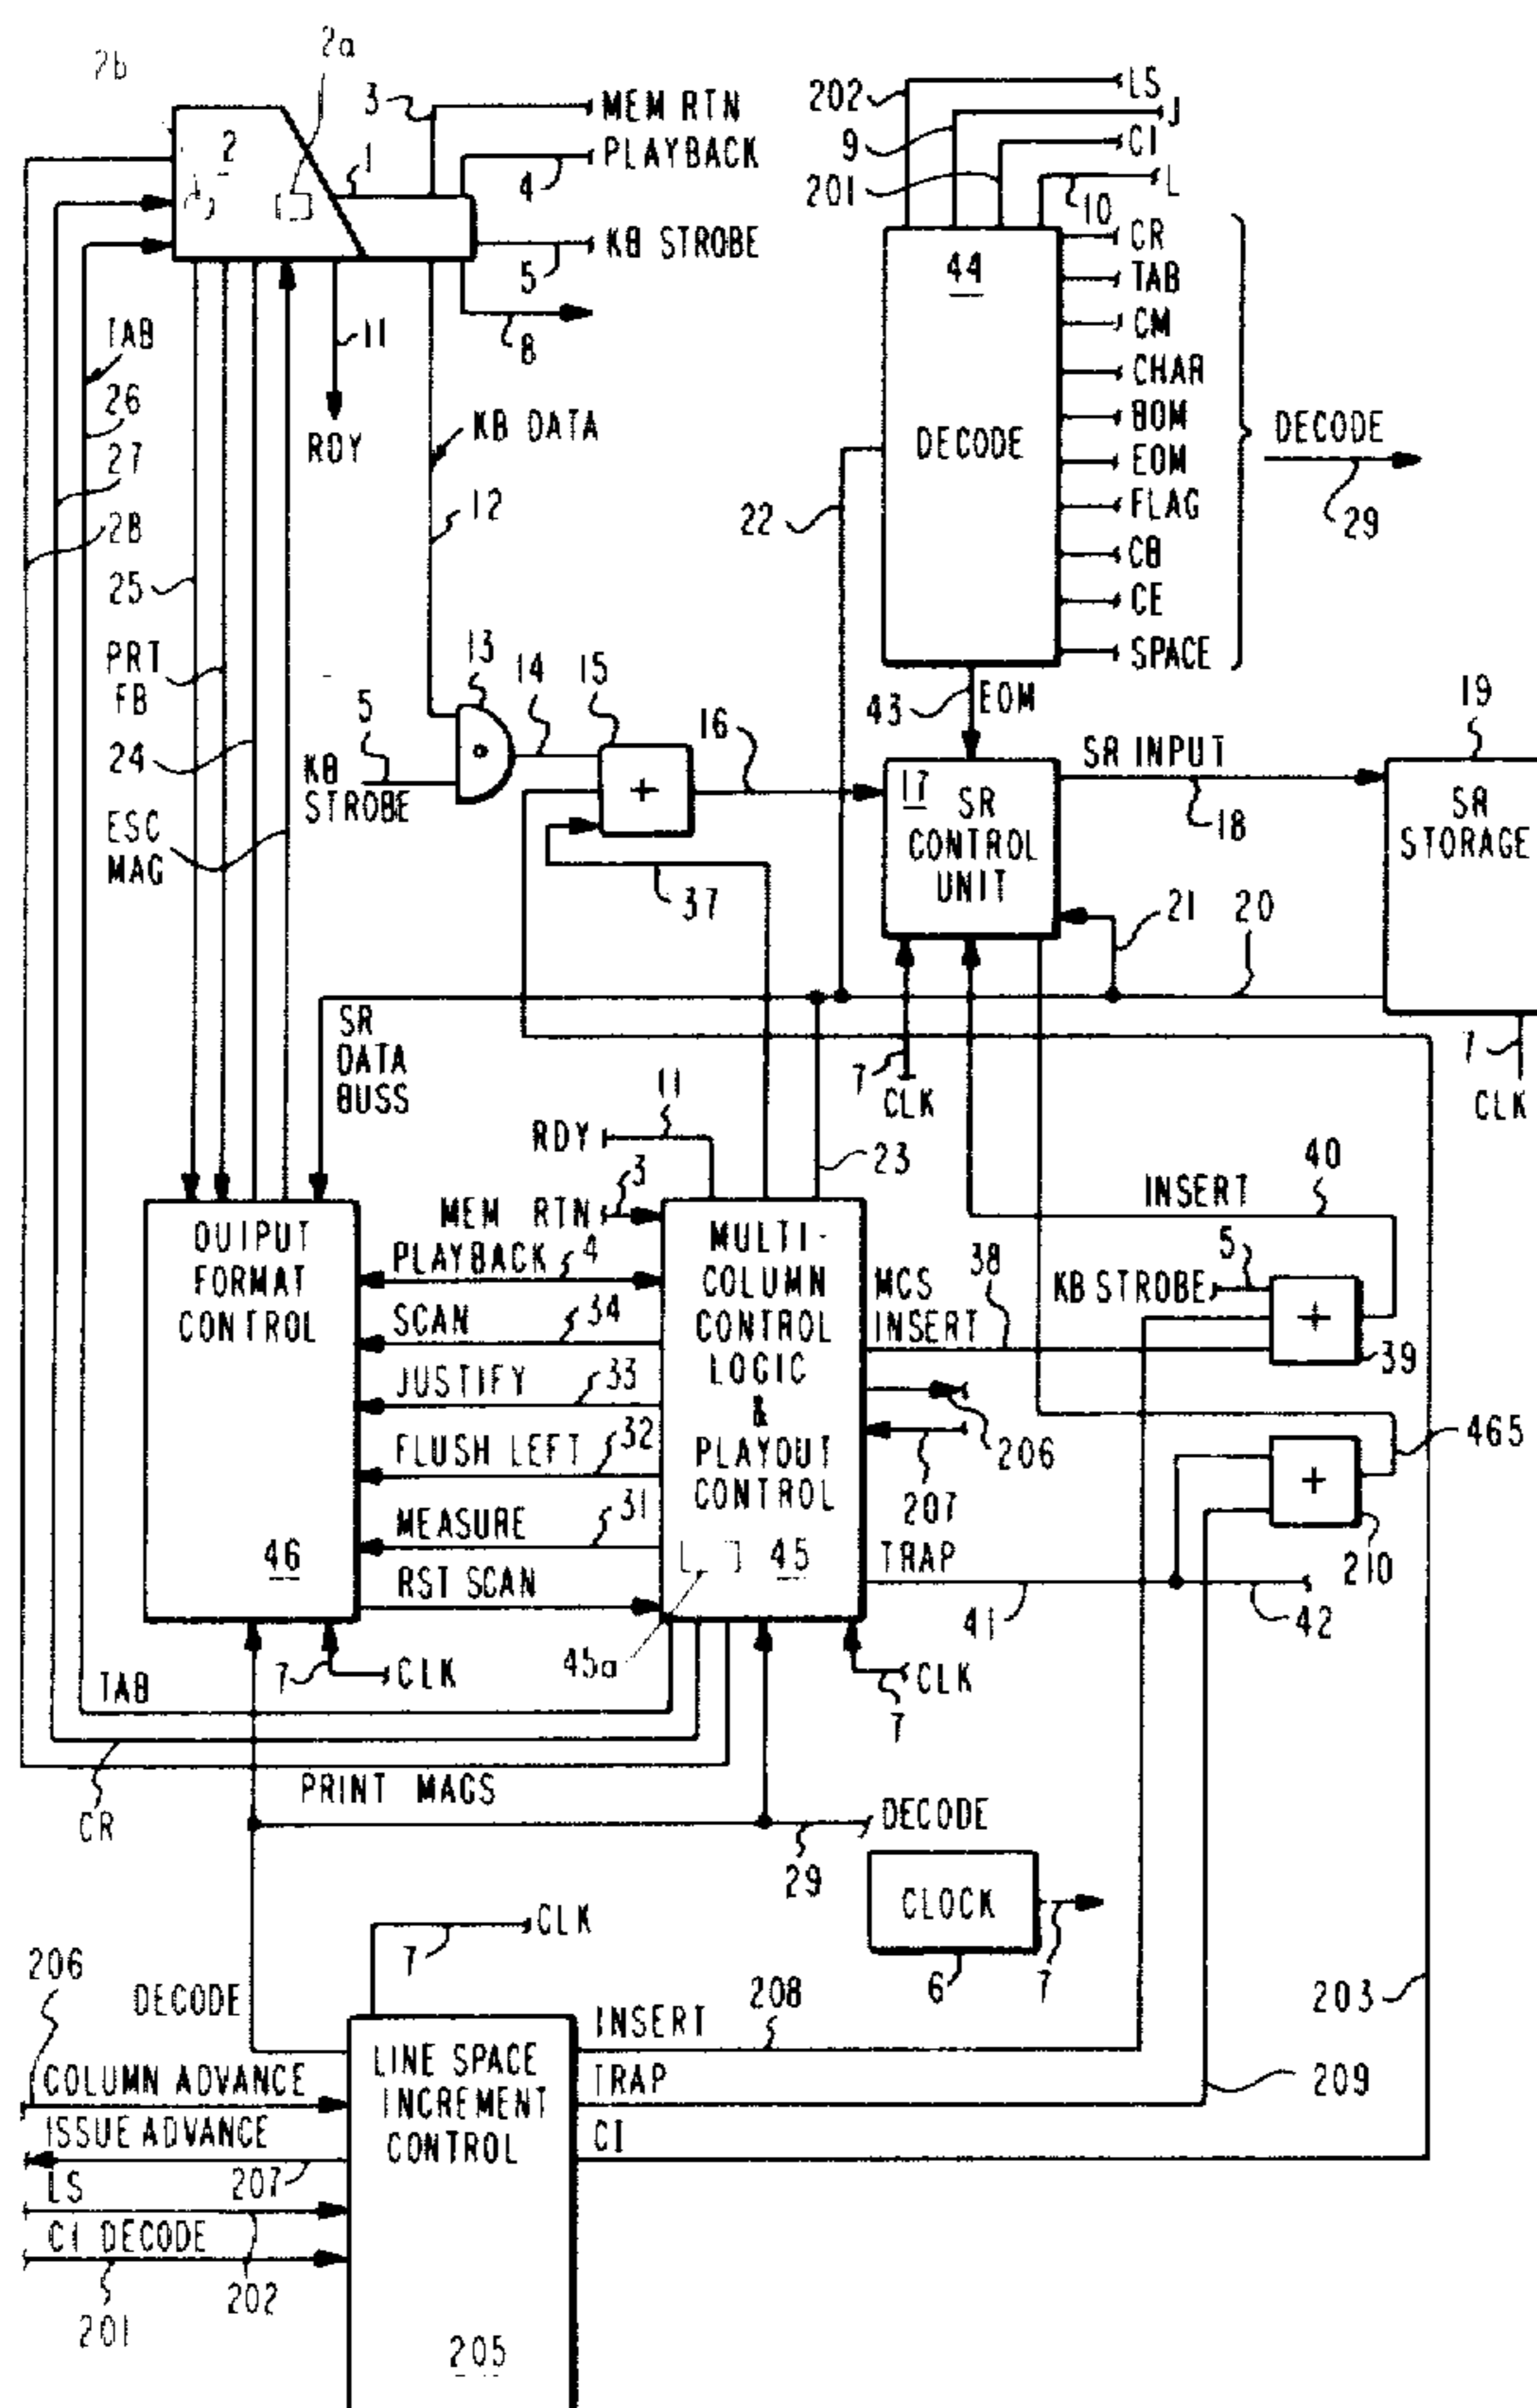 2b
2a
2
1
3
MEM RTN
PLAYBACK
4
KB STROBE
5
8
11
RDY
TAB
26
27
28
25
PRT
FB
24
ESC
MAG
KB DATA
12
202
LS
9
J
CI
201
L
10
44
DECODE
CR
TAB
CM
CHAR
BOM
EOM
FLAG
CB
CE
SPACE
DECODE
29
22
43
EOM
13
14
15
5
KB
STROBE
+
16
37
17
SR
CONTROL
UNIT
SR INPUT
18
19
SR
STORAGE
21
20
7
CLK
7
CLK
SR
DATA
BUSS
RDY
11
23
OUTPUT
FORMAT
CONTROL
46
MEM RTN
3
PLAYBACK
4
SCAN
34
JUSTIFY
33
FLUSH LEFT
32
MEASURE
31
RST SCAN
MULTI-
COLUMN
CONTROL
LOGIC
&
PLAYOUT
CONTROL
45
45a
MCS
INSERT
38
INSERT
40
5
KB STROBE
+
39
206
207
465
+
210
TRAP
41
42
7
CLK
7
CLK
TAB
PRINT MAGS
CR
DECODE
29
CLOCK
6
7
7
CLK
206
DECODE
COLUMN ADVANCE
ISSUE ADVANCE
207
LS
CI DECODE
202
201
LINE SPACE
INCREMENT
CONTROL
205
INSERT
208
TRAP
CI
203
209